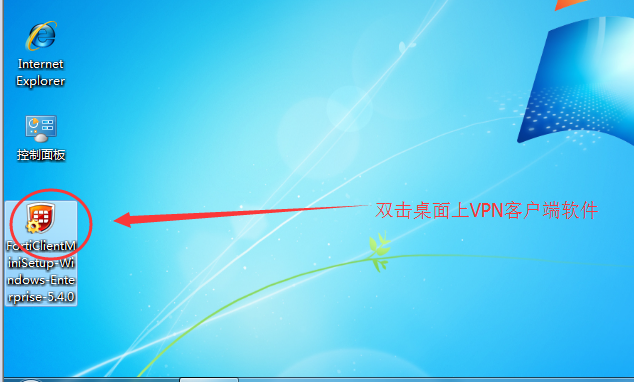 Internet
Explorer
控制面板
双击桌面上VPN客户端软件
FortiClientM
iniSetup-Wi
ndows-Ente
rprise-5.4.0